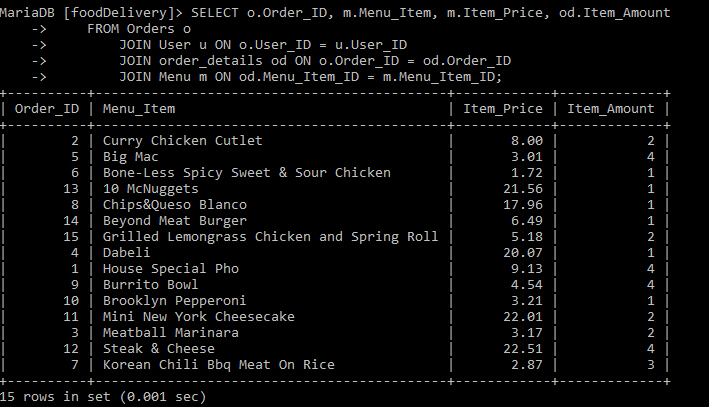 MariaDB [foodDelivery]> SELECT o.Order_ID, m.Menu_Item, m.Item_Price, od.Item_Amount
    -> FROM Orders o
    ->     JOIN User u ON o.User_ID = u.User_ID
    ->     JOIN order_details od ON o.Order_ID = od.Order_ID
    ->     JOIN Menu m ON od.Menu_Item_ID = m.Menu_Item_ID;
+----------+------------------------------------------+------------+-------------+
| Order_ID | Menu_Item                                | Item_Price | Item_Amount |
+----------+------------------------------------------+------------+-------------+
|        2 | Curry Chicken Cutlet                     |       8.00 |           2 |
|        5 | Big Mac                                  |       3.01 |           4 |
|        6 | Bone-Less Spicy Sweet & Sour Chicken     |       1.72 |           1 |
|       13 | 10 McNuggets                             |      21.56 |           1 |
|        8 | Chips&Queso Blanco                       |      17.96 |           1 |
|       14 | Beyond Meat Burger                       |       6.49 |           1 |
|       15 | Grilled Lemongrass Chicken and Spring Roll |       5.18 |           2 |
|        4 | Dabeli                                   |      20.07 |           1 |
|        1 | House Special Pho                        |       9.13 |           4 |
|        9 | Burrito Bowl                             |       4.54 |           4 |
|       10 | Brooklyn Pepperoni                       |       3.21 |           1 |
|       11 | Mini New York Cheesecake                 |      22.01 |           2 |
|        3 | Meatball Marinara                        |       3.17 |           2 |
|       12 | Steak & Cheese                           |      22.51 |           4 |
|        7 | Korean Chili Bbq Meat On Rice            |       2.87 |           3 |
+----------+------------------------------------------+------------+-------------+
15 rows in set (0.001 sec)